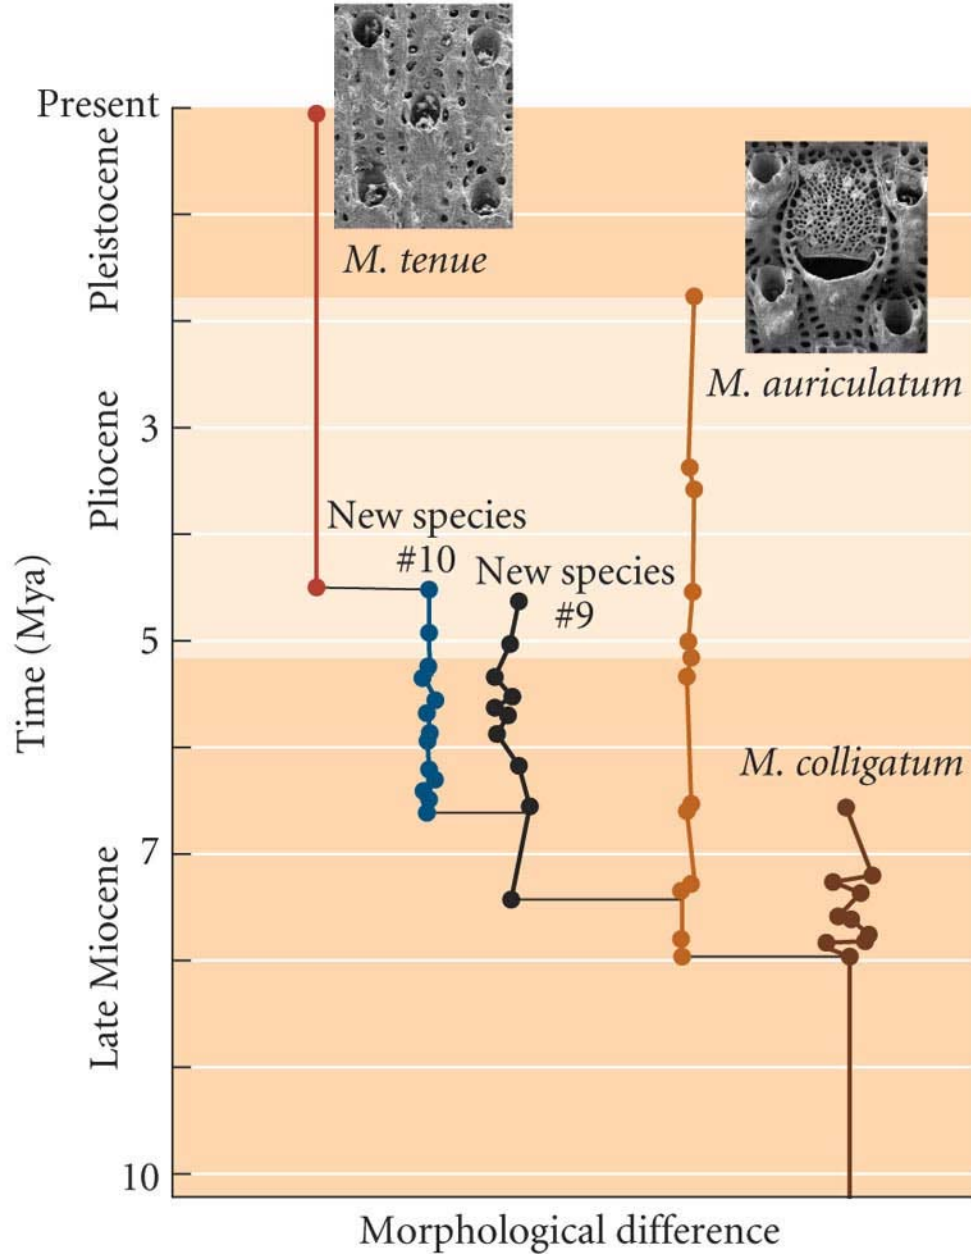 Present
Pleistocene
M. tenue
M. auriculatum
Pliocene
3
New species
#10
New species
#9
Time (Mya)
5
M. colligatum
7
Late Miocene
10
Morphological difference